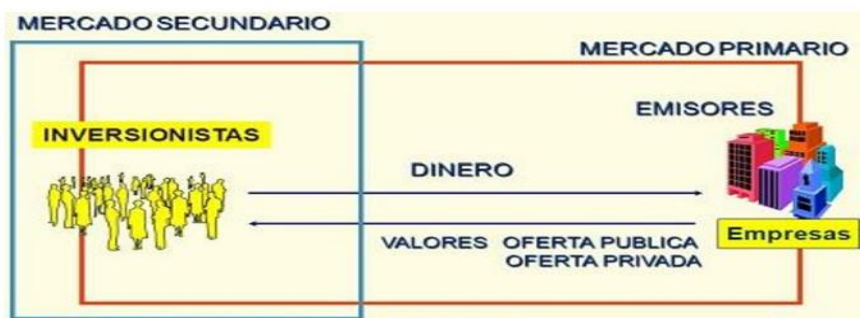 MERCADO SECUNDARIO
MERCADO PRIMARIO
EMISORES
INVERSIONISTAS
DINERO
VALORES OFERTA PUBLICA
OFERTA PRIVADA
Empresas